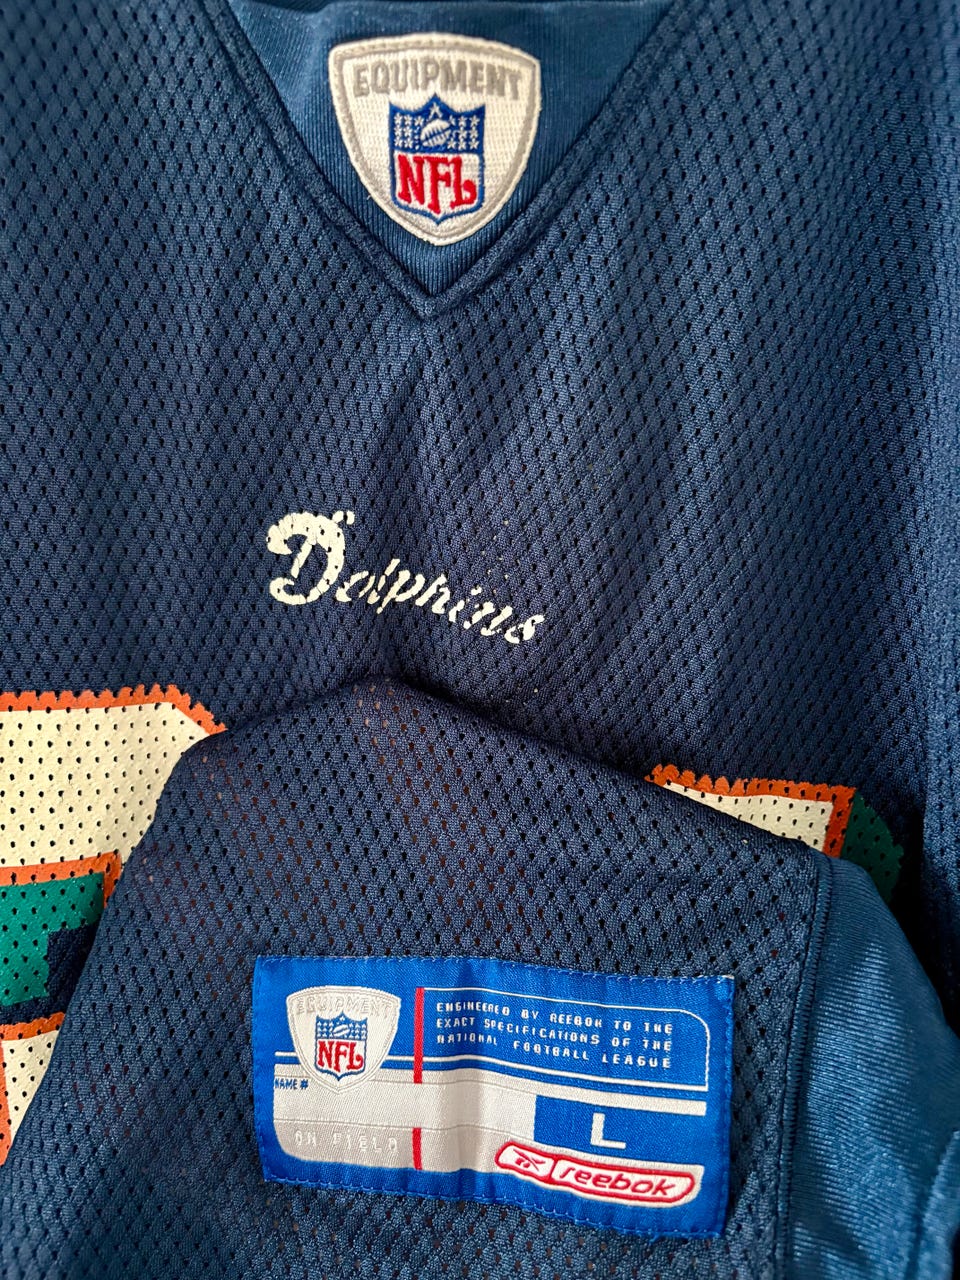 EQUIPMENT
NFL
Dolphins
EQUIPMENT
NFL
ENGINEERED BY REEBOK TO THE
EXACT SPECIFICATIONS OF THE
NATIONAL FOOTBALL LEAGUE
NAME #
L
ON FIELD
reebok